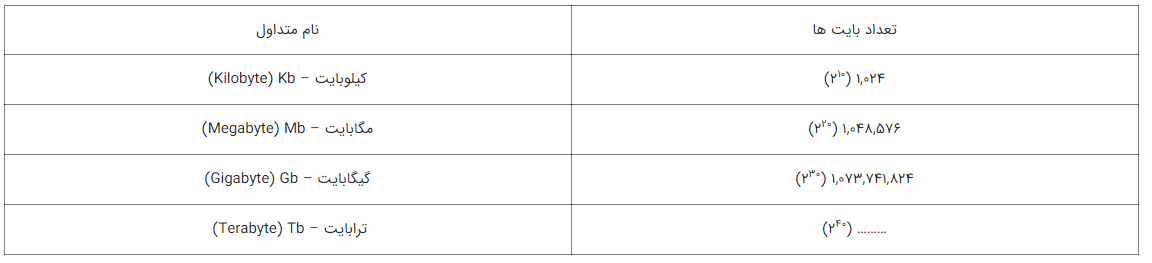 تعداد بایت ها	نام متداول
۱,۰۲۴ (۲^۱۰)	کیلوبایت – Kilobyte) Kb)
۱,۰۴۸,۵۷۶ (۲^۲۰)	مگابایت – Megabyte) Mb)
۱,۰۷۳,۷۴۱,۸۲۴ (۲^۳۰)	گیگابایت – Gigabyte) Gb)
……… (۲^۴۰)	ترابایت – Terabyte) Tb)